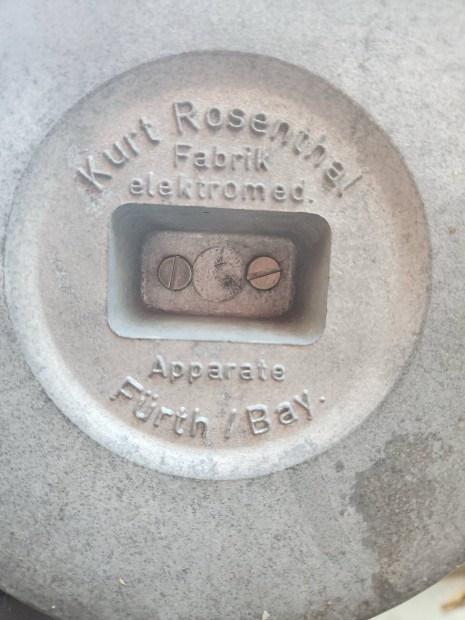 Kurt Rosenthal
Fabrik
elektromed.
Apparate
Fürth / Bay.